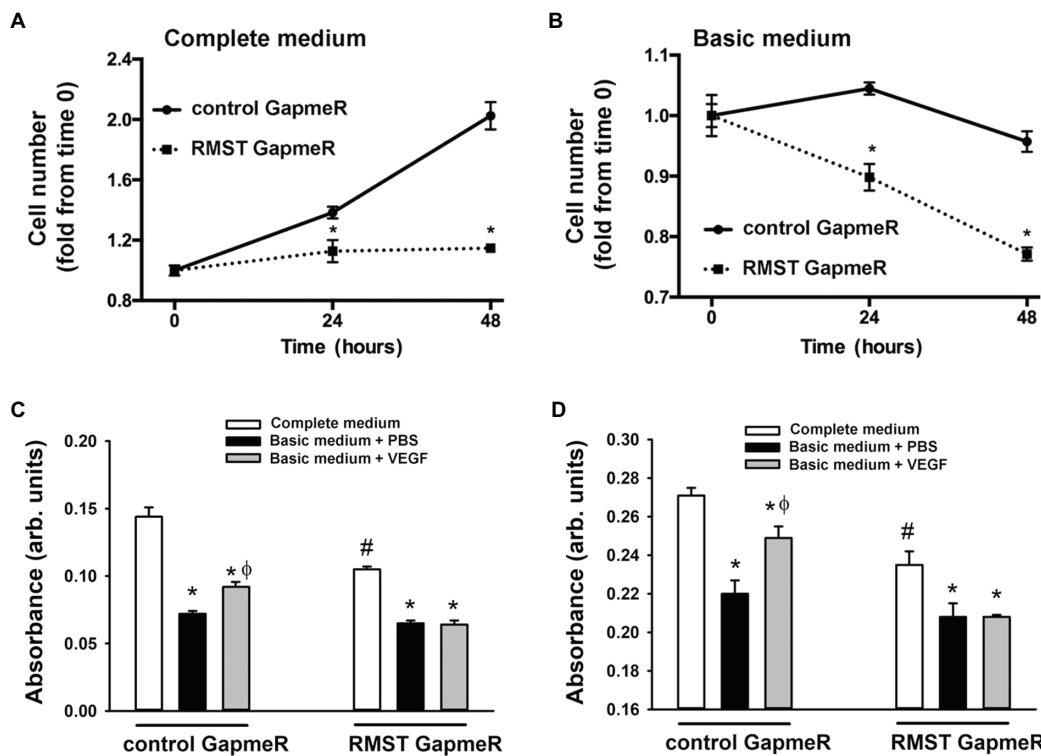 A
Complete medium
2.4
2.0
1.6
1.2
0.8
Cell number
(fold from time 0)
control GapmeR
RMST GapmeR
*
*
0
24
48
Time (hours)
B
Basic medium
1.1
1.0
0.9
0.8
0.7
Cell number
(fold from time 0)
*
*
control GapmeR
RMST GapmeR
0
24
48
Time (hours)
C
Complete medium
Basic medium + PBS
Basic medium + VEGF
0.20
0.15
0.10
0.05
0.00
Absorbance (arb. units)
*
* ϕ
#
*
*
control GapmeR
RMST GapmeR
D
Complete medium
Basic medium + PBS
Basic medium + VEGF
0.30
0.28
0.26
0.24
0.22
0.20
0.18
0.16
Absorbance (arb. units)
*
* ϕ
#
*
*
control GapmeR
RMST GapmeR